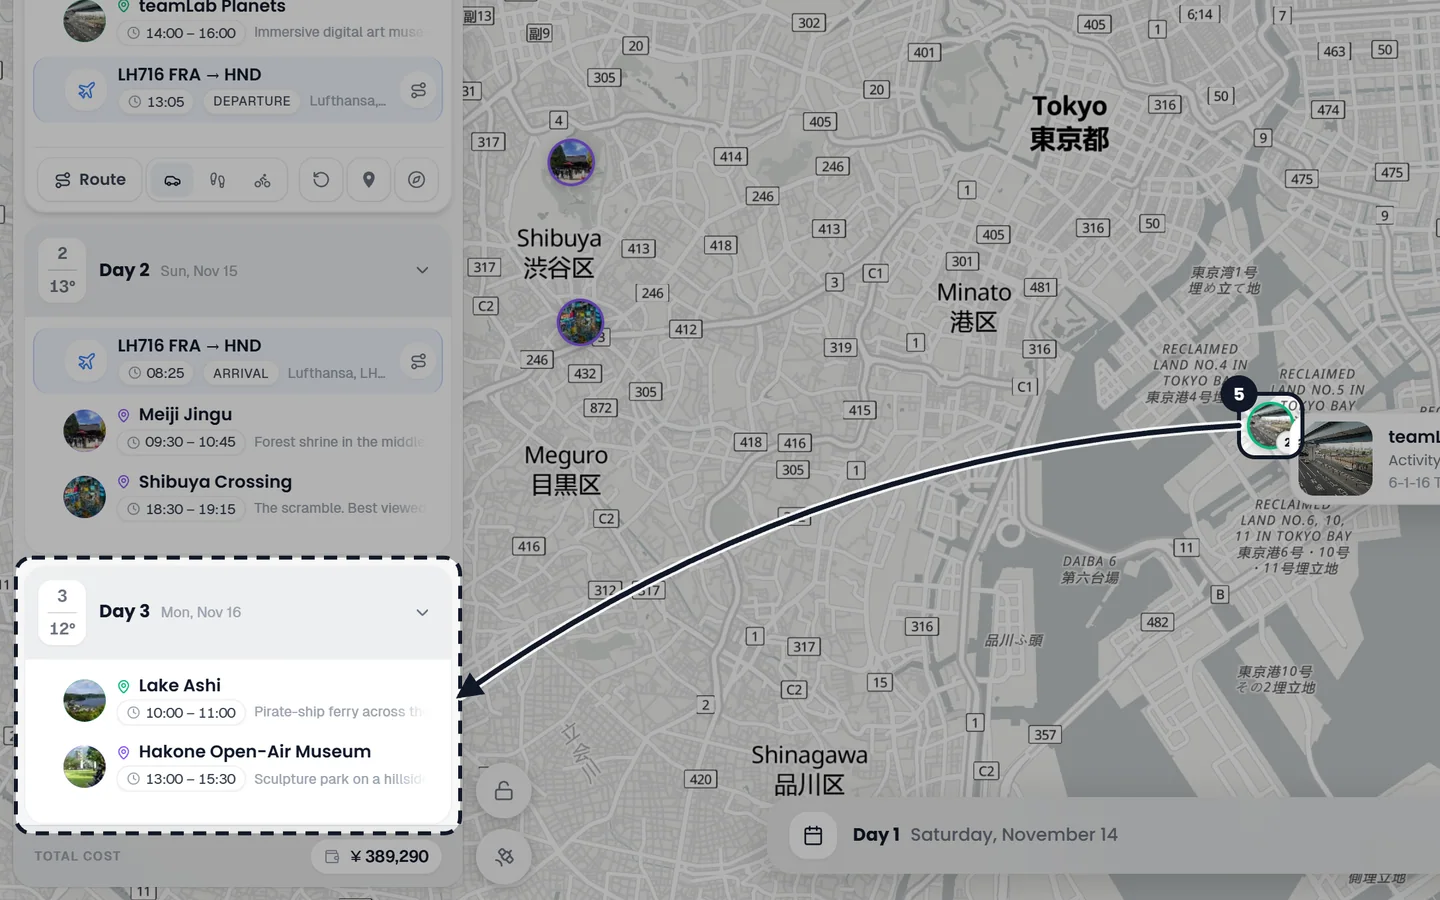 teamLab Planets
14:00 – 16:00 Immersive digital art muse
LH716 FRA → HND
13:05 DEPARTURE Lufthansa,...
Route
2
13°
Day 2 Sun, Nov 15
LH716 FRA → HND
08:25 ARRIVAL Lufthansa, LH...
Meiji Jingu
09:30 – 10:45 Forest shrine in the middle
Shibuya Crossing
18:30 – 19:15 The scramble. Best viewed
3
12°
Day 3 Mon, Nov 16
Lake Ashi
10:00 – 11:00 Pirate-ship ferry across the
Hakone Open-Air Museum
13:00 – 15:30 Sculpture park on a hillsid
TOTAL COST ¥ 389,290
副13
302
405
6;14
7
副9
20
1
401
463
50
305
31
20
50
316
474
4
405
Tokyo
東京都
317
9
414
246
475
475
246
1
9
413
316
50
Shibuya
渋谷区
413
418
405
317
301
C1
東京湾1号
埋め立て地
3
481
C2
246
Minato
港区
412
3
1
319
316
RECLAIMED
LAND NO.4 IN
TOKYO BA
東京港4号埋
246
432
RECLAIMED
LAND NO.5 IN
TOKYO BAY
305
C1
872
415
5
teamL
Activity
6-1-16 T
418
416
Meguro
目黒区
305
1
C2
RECLAIMED
LAND NO.6, 10,
11 IN TOKYO BAY
東京港6号・10号
・11号埋立地
416
11
DAIBA 6
第六台場
312
317
B
316
482
1
317
品川ふ頭
15
C2
東京港10号
その2埋立地
2
1
357
立会川
Shinagawa
品川区
420
C2
Day 1 Saturday, November 14
11
側埋立地